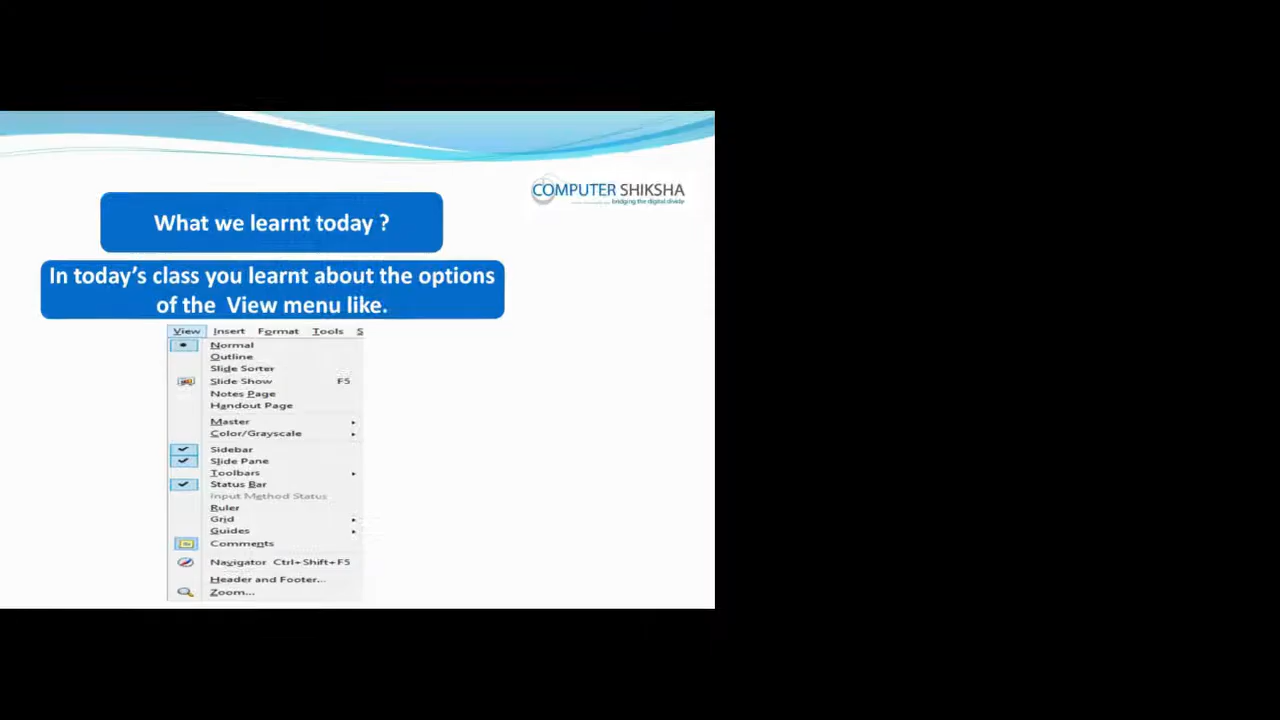 COMPUTER SHIKSHA
bridging the digital divide
What we learnt today ?
In today's class you learnt about the options
of the View menu like.
View Insert Format Tools S
Normal
Outline
Slide Sorter
Slide Show F5
Notes Page
Handout Page
Master
Color/Grayscale
Sidebar
Slide Pane
Toolbars
Status Bar
Input Method Status
Ruler
Grid
Guides
Comments
Navigator Ctrl+Shift+F5
Header and Footer...
Zoom...